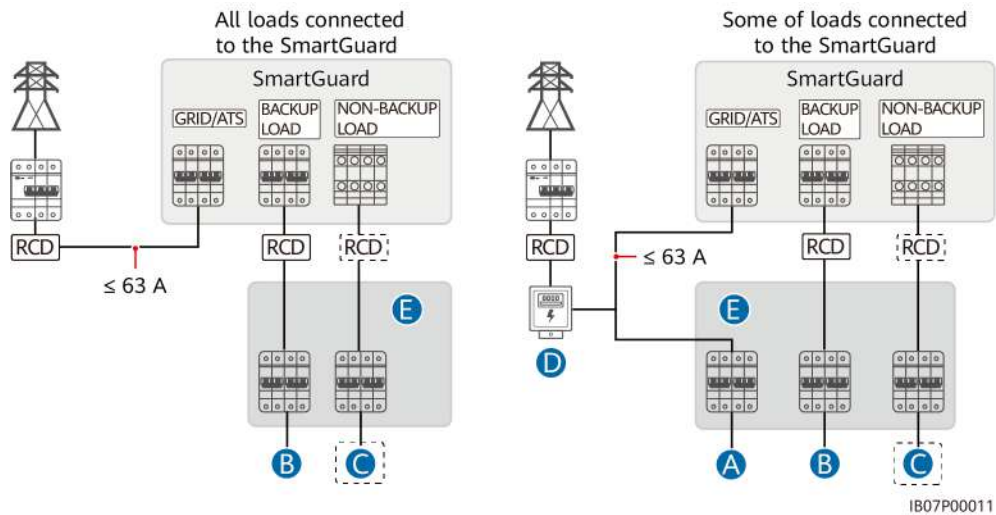 All loads connected
to the SmartGuard
SmartGuard
GRID/ATS
BACKUP
LOAD
NON-BACKUP
LOAD
RCD
RCD
RCD
≤ 63 A
E
B
C
Some of loads connected
to the SmartGuard
SmartGuard
GRID/ATS
BACKUP
LOAD
NON-BACKUP
LOAD
RCD
RCD
RCD
≤ 63 A
0010
E
D
A
B
C
IB07P00011